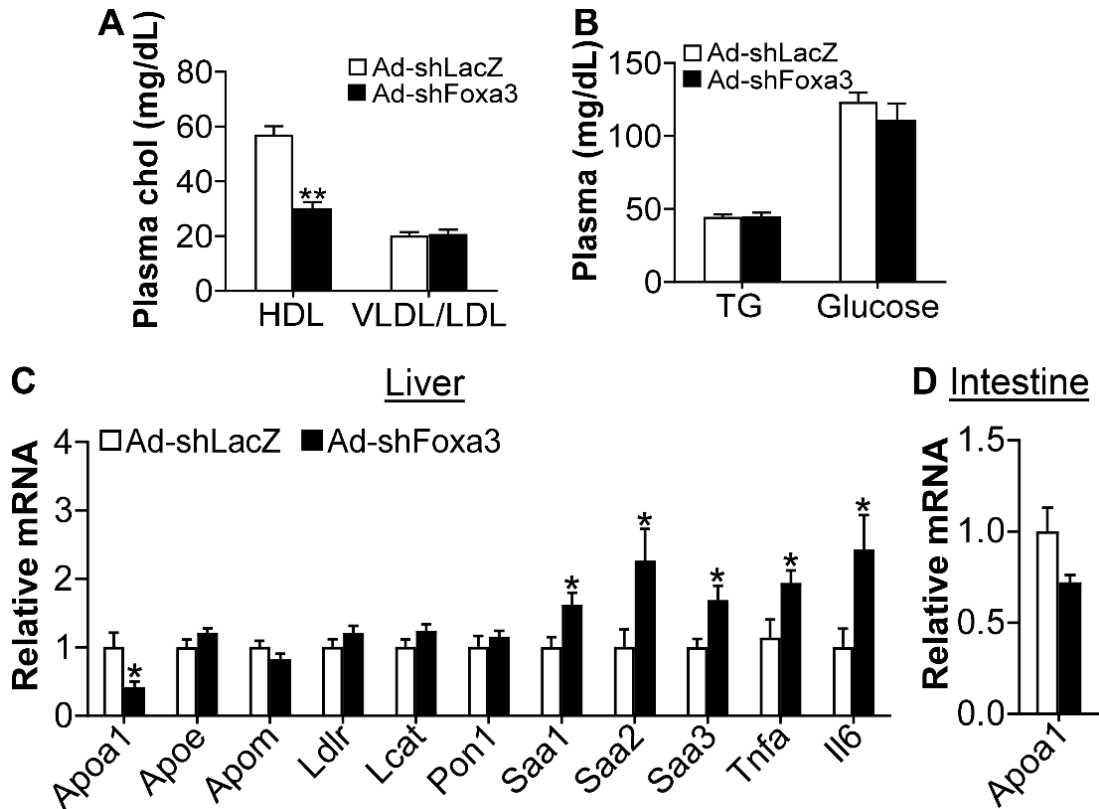 A
Plasma chol (mg/dL)
80
60
40
20
0
Ad-shLacZ
Ad-shFoxa3
**
HDL VLDL/LDL
B
Plasma (mg/dL)
150
100
50
0
Ad-shLacZ
Ad-shFoxa3
TG Glucose
C Liver
Relative mRNA
4
3
2
1
0
Ad-shLacZ Ad-shFoxa3
* * * * * *
Apoa1 Apoe Apom Ldlr Lcat Pon1 Saa1 Saa2 Saa3 Tnfa Il6
D Intestine
Relative mRNA
1.5
1.0
0.5
0.0
Apoa1